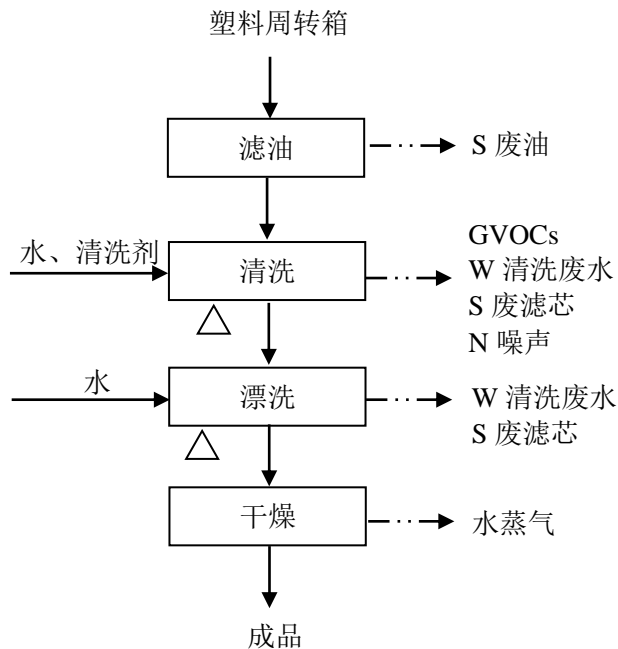 塑料周转箱
滤油
S 废油
水、清洗剂
清洗
GVOCs
W 清洗废水
S 废滤芯
N 噪声
水
漂洗
W 清洗废水
S 废滤芯
干燥
水蒸气
成品